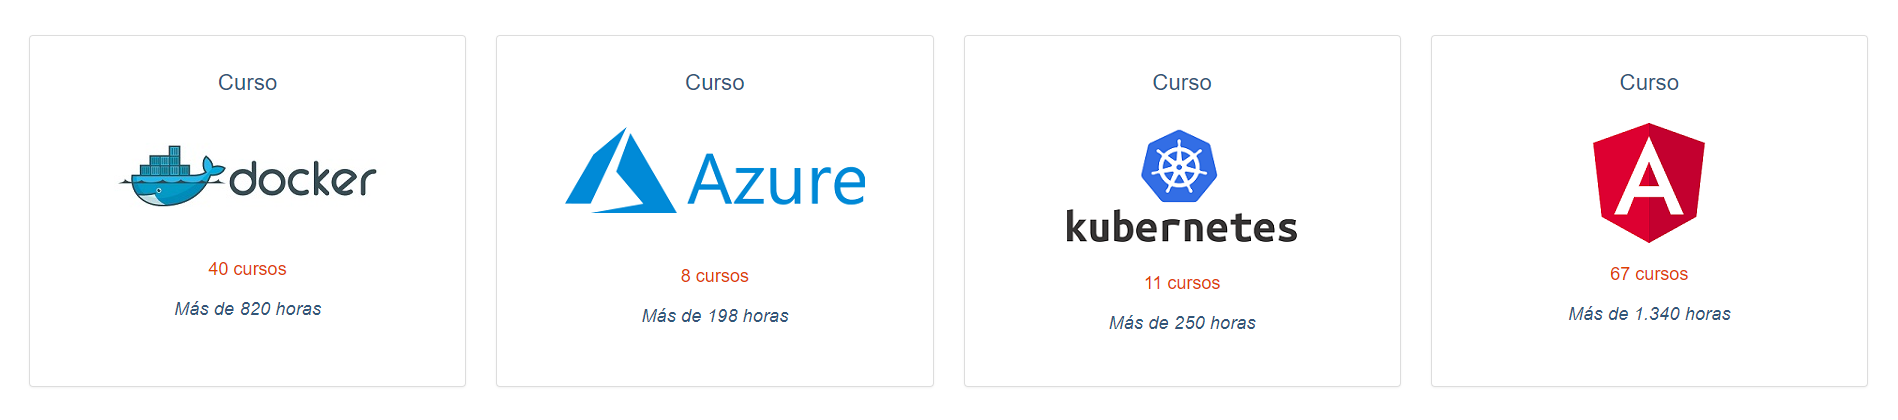 Curso
docker
40 cursos
Más de 820 horas
Curso
Azure
8 cursos
Más de 198 horas
Curso
kubernetes
11 cursos
Más de 250 horas
Curso
A
67 cursos
Más de 1.340 horas